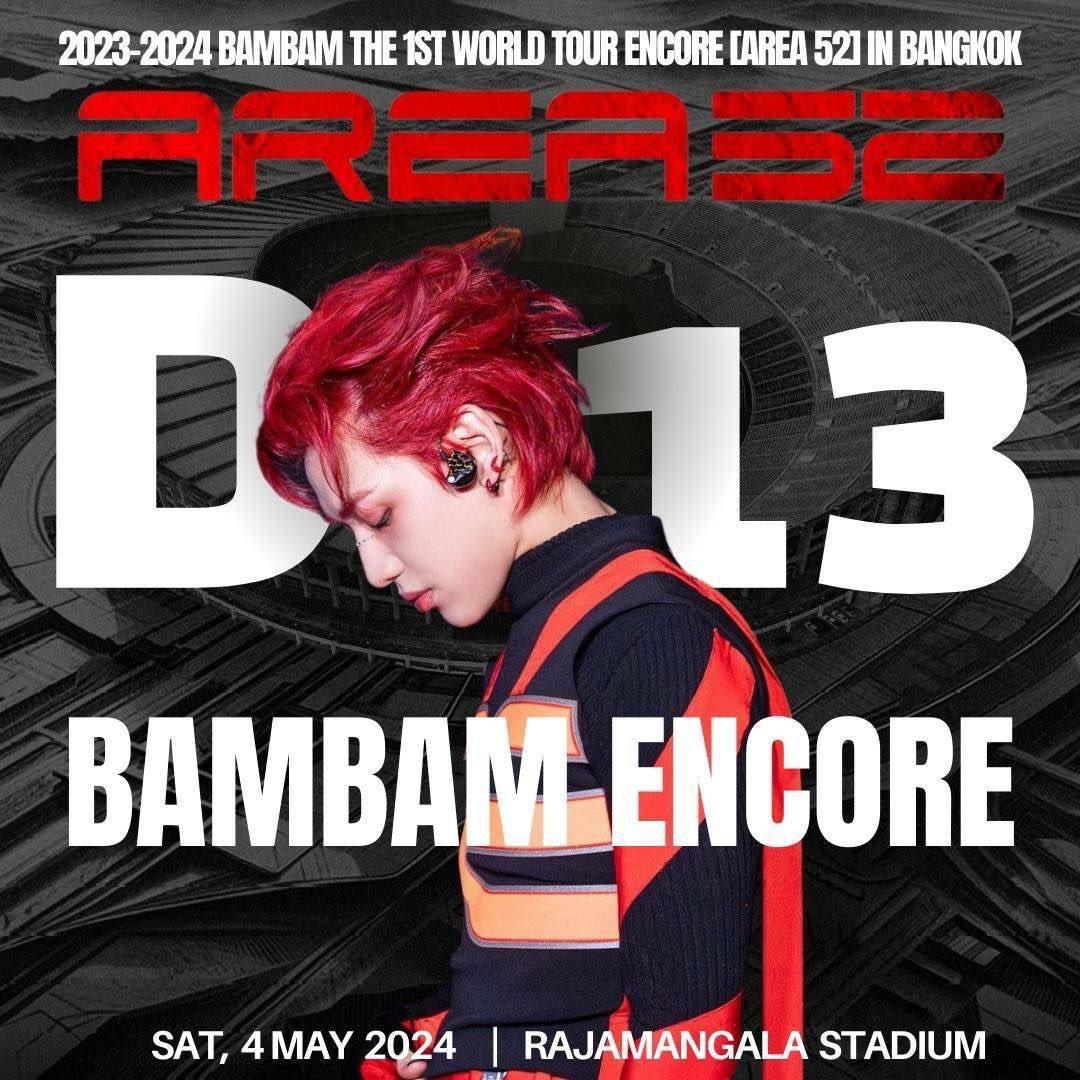 2023-2024 BAMBAM THE 1ST WORLD TOUR ENCORE [AREA 52] IN BANGKOK
AREA52
D 13
BAMBAM ENCORE
SAT, 4 MAY 2024 | RAJAMANGALA STADIUM